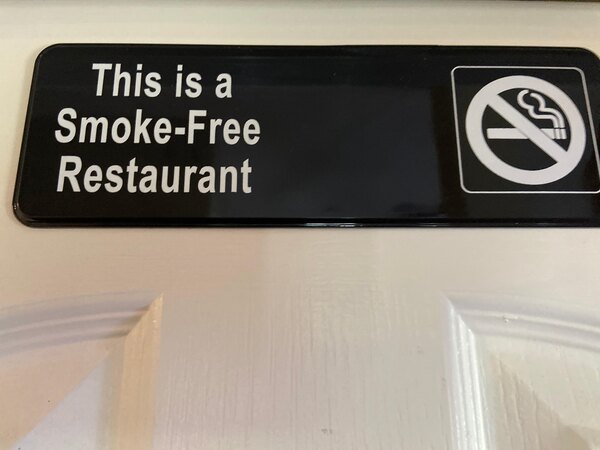 This is a
Smoke-Free
Restaurant